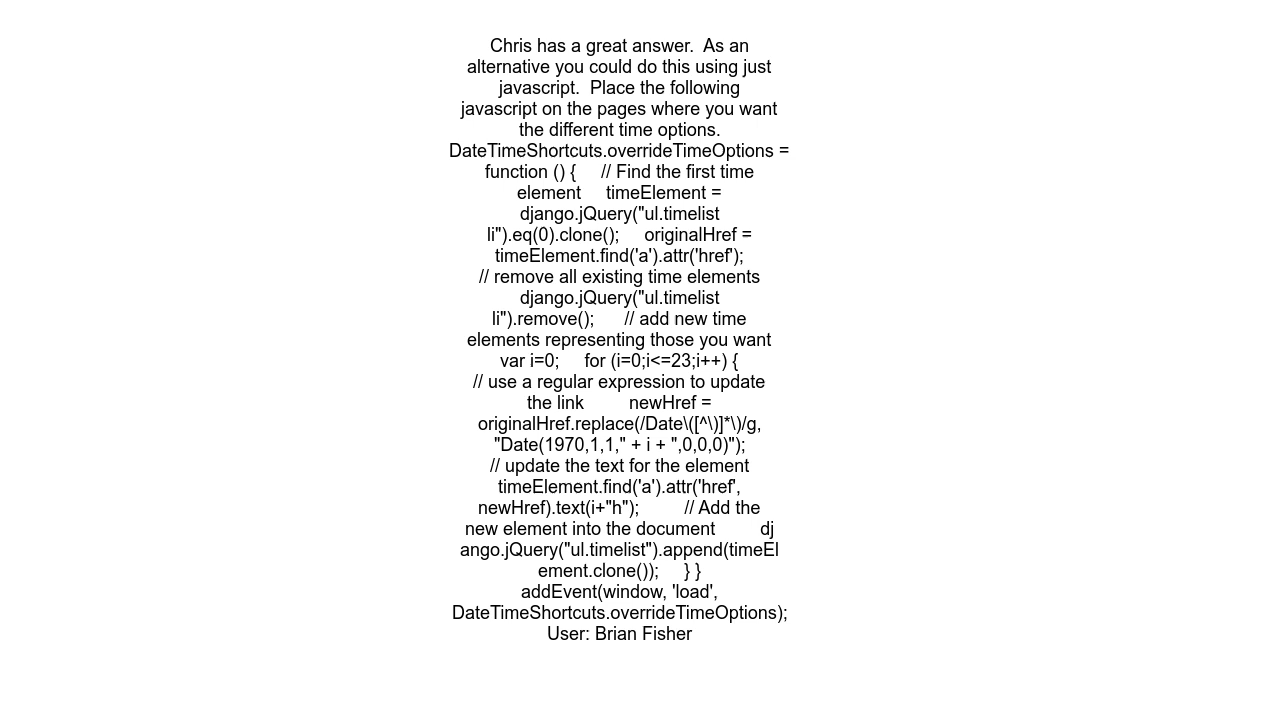 Chris has a great answer.  As an
alternative you could do this using just
javascript.  Place the following
javascript on the pages where you want
the different time options.
DateTimeShortcuts.overrideTimeOptions =
function () {     // Find the first time
element     timeElement =
django.jQuery("ul.timelist
li").eq(0).clone();     originalHref =
timeElement.find('a').attr('href');
// remove all existing time elements
django.jQuery("ul.timelist
li").remove();      // add new time
elements representing those you want
var i=0;     for (i=0;i<=23;i++) {
// use a regular expression to update
the link         newHref =
originalHref.replace(/Date\([^\)]*\)/g,
"Date(1970,1,1," + i + ",0,0,0)");
// update the text for the element
timeElement.find('a').attr('href',
newHref).text(i+"h");         // Add the
new element into the document         dj
ango.jQuery("ul.timelist").append(timeEl
ement.clone());     } }
addEvent(window, 'load',
DateTimeShortcuts.overrideTimeOptions);
User: Brian Fisher